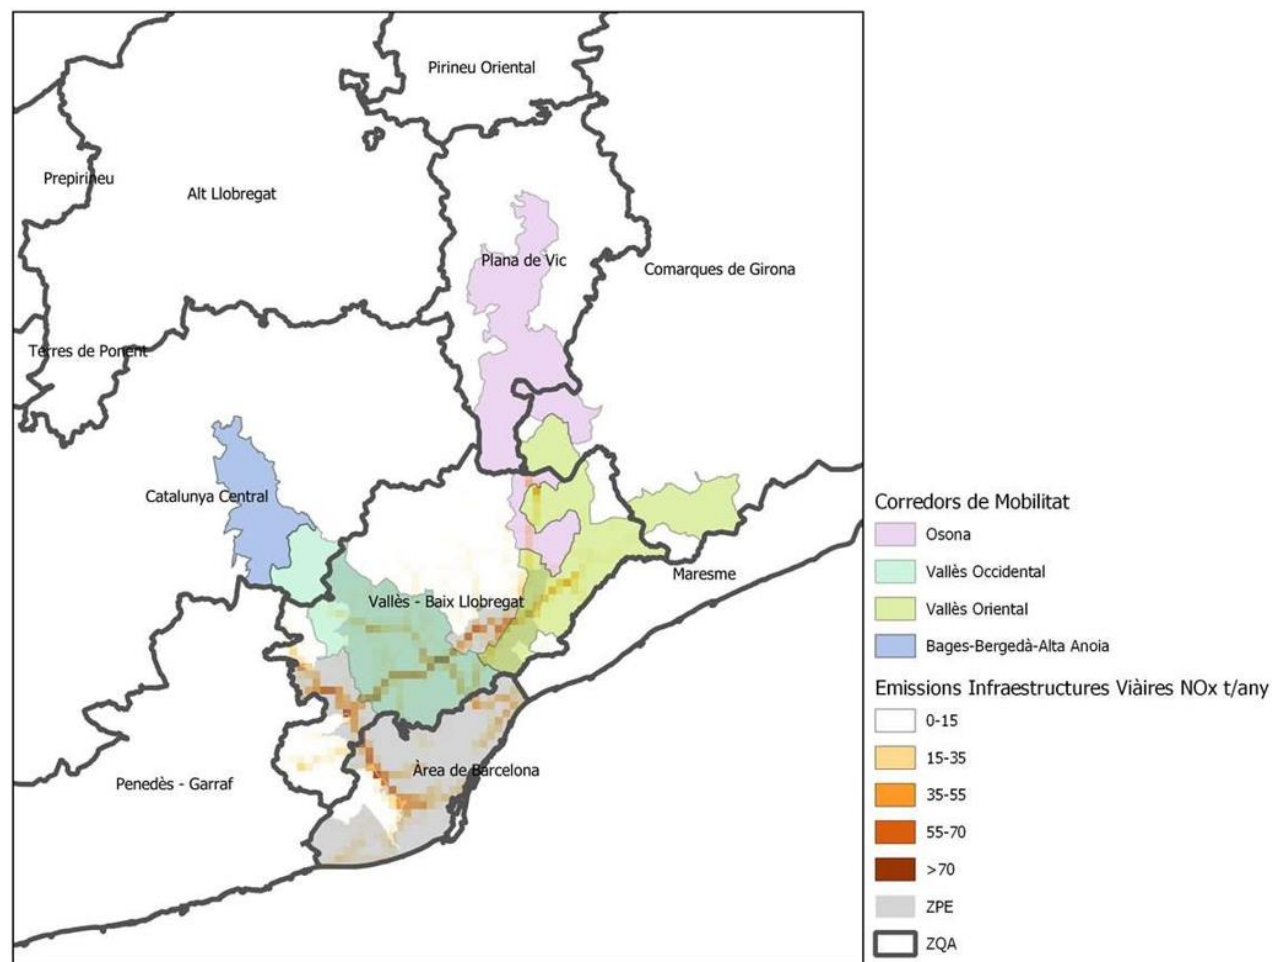 Pirineu Oriental
Prepirineu
Alt Llobregat
Plana de Vic
Comarques de Girona
Terres de Ponent
Catalunya Central
Maresme
Vallès - Baix Llobregat
Àrea de Barcelona
Penedès - Garraf
Corredors de Mobilitat
Osona
Vallès Occidental
Vallès Oriental
Bages-Bergedà-Alta Anoia
Emissions Infraestructures Viàires NOx t/any
0-15
15-35
35-55
55-70
>70
ZPE
ZQA